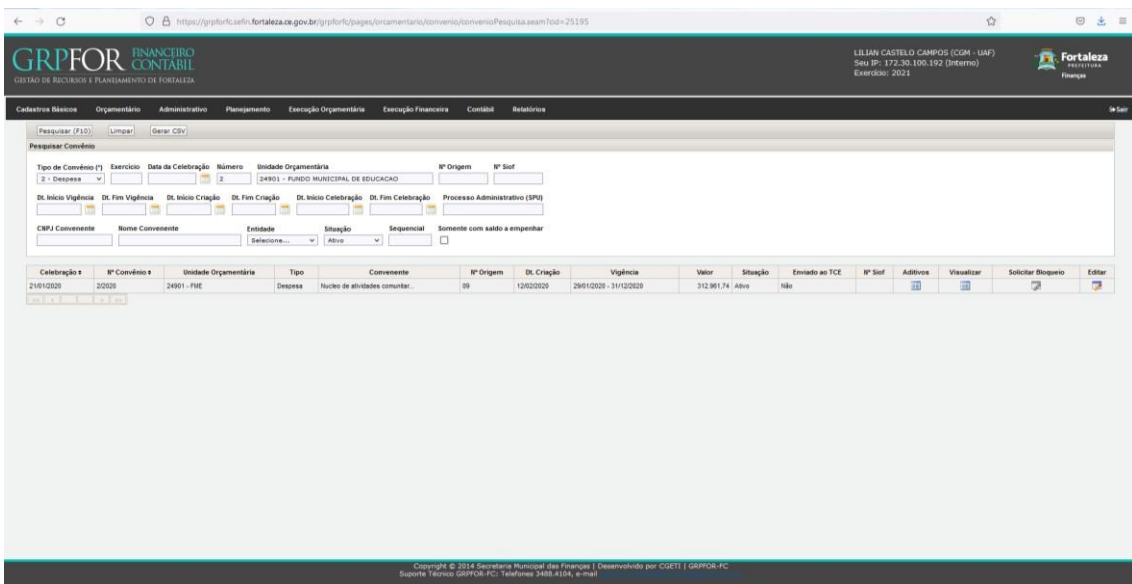 https://grpforfc.sefin.fortaleza.ce.gov.br/grpforfc/pages/orcamentario/convenio/convenioPesquisa.seam?cid=25195
GRPFOR FINANCEIRO CONTÁBIL
GESTÃO DE RECURSOS E PLANEJAMENTO DE FORTALEZA
LILIAN CASTELO CAMPOS (CGM - UAF)
Seu IP: 172.30.100.192 (Interno)
Exercício: 2021
Fortaleza
PREFEITURA
Finanças
Cadastros Básicos Orçamentário Administrativo Planejamento Execução Orçamentária Execução Financeira Contábil Relatórios Sair
Pesquisar (F10) Limpar Gerar CSV
Pesquisar Convênio
Tipo de Convênio (*) Exercício Data da Celebração Número Unidade Orçamentária Nº Origem Nº Siof
2 - Despesa 2 24901 - FUNDO MUNICIPAL DE EDUCACAO
Dt. Início Vigência Dt. Fim Vigência Dt. Início Criação Dt. Fim Criação Dt. Início Celebração Dt. Fim Celebração Processo Administrativo (SPU)
CNPJ Convenente Nome Convenente Entidade Situação Sequencial Somente com saldo a empenhar
Selecione... Ativo
Celebração Nº Convênio Unidade Orçamentária Tipo Convenente Nº Origem Dt. Criação Vigência Valor Situação Enviado ao TCE Nº Siof Aditivos Visualizar Solicitar Bloqueio Editar
21/01/2020 2/2020 24901 - FME Despesa Nucleo de atividades comuntar... 09 12/02/2020 29/01/2020 - 31/12/2020 312.961,74 Ativo Não
Copyright © 2014 Secretaria Municipal das Finanças | Desenvolvido por CGETI | GRPFOR-FC
Suporte Técnico GRPFOR-FC: Telefones 3488.4104, e-mail